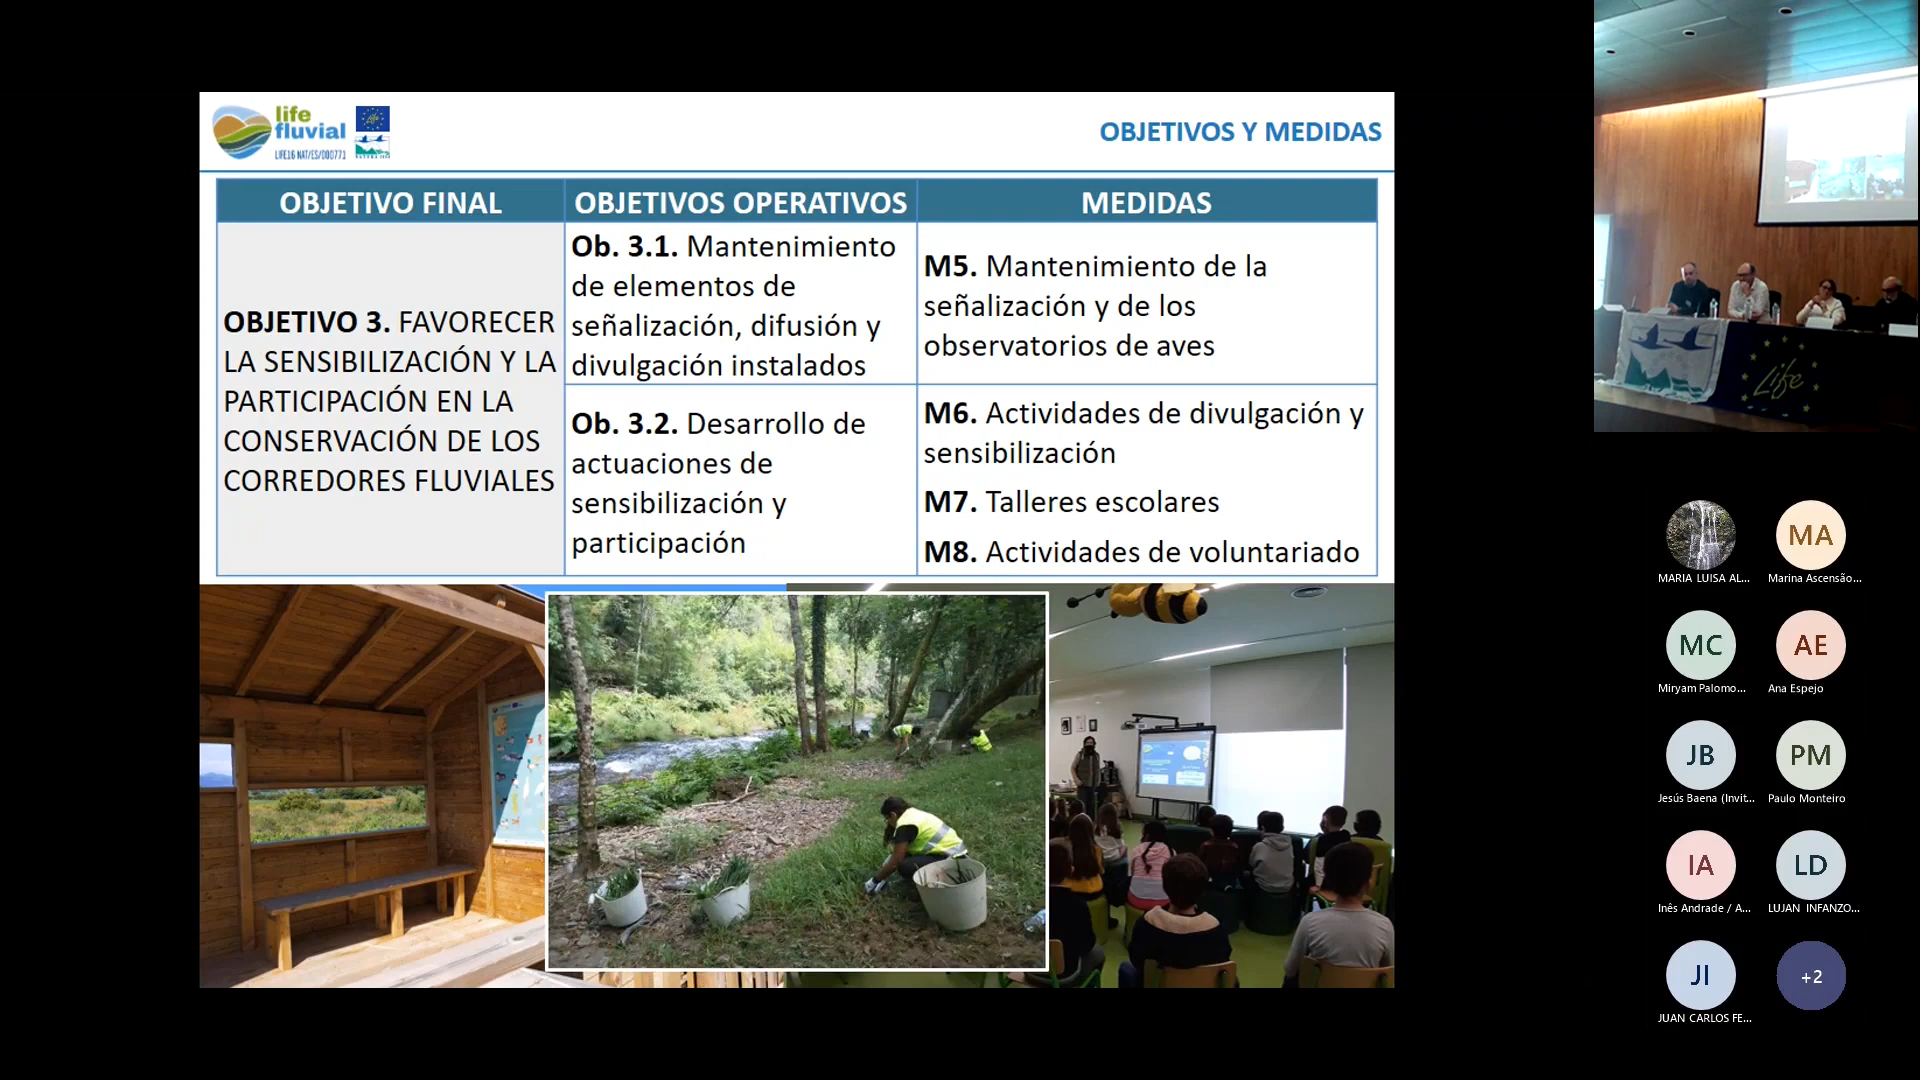 life
fluvial
LIFE16 NAT/ES/000771
OBJETIVOS Y MEDIDAS
OBJETIVO FINAL
OBJETIVOS OPERATIVOS
MEDIDAS
OBJETIVO 3. FAVORECER
LA SENSIBILIZACIÓN Y LA
PARTICIPACIÓN EN LA
CONSERVACIÓN DE LOS
CORREDORES FLUVIALES
Ob. 3.1. Mantenimiento
de elementos de
señalización, difusión y
divulgación instalados
M5. Mantenimiento de la
señalización y de los
observatorios de aves
Ob. 3.2. Desarrollo de
actuaciones de
sensibilización y
participación
M6. Actividades de divulgación y
sensibilización
M7. Talleres escolares
M8. Actividades de voluntariado
Life
MARIA LUISA AL...
MA
Marina Ascensão...
MC
Miryam Palomo...
AE
Ana Espejo
JB
Jesús Baena (Invit...
PM
Paulo Monteiro
IA
Inês Andrade / A...
LD
LUJAN INFANZO...
JI
JUAN CARLOS FE...
+2